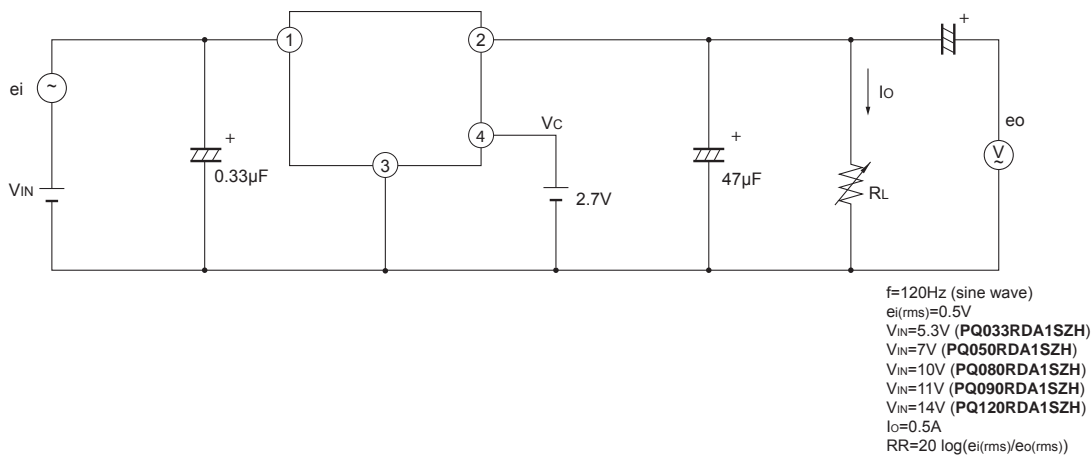 ei
~
VIN
+
0.33μF
1
2
3
4
VC
2.7V
+
47μF
IO
RL
+
eo
V
~
f=120Hz (sine wave)
ei(rms)=0.5V
VIN=5.3V (PQ033RDA1SZH)
VIN=7V (PQ050RDA1SZH)
VIN=10V (PQ080RDA1SZH)
VIN=11V (PQ090RDA1SZH)
VIN=14V (PQ120RDA1SZH)
IO=0.5A
RR=20 log(ei(rms)/eo(rms))